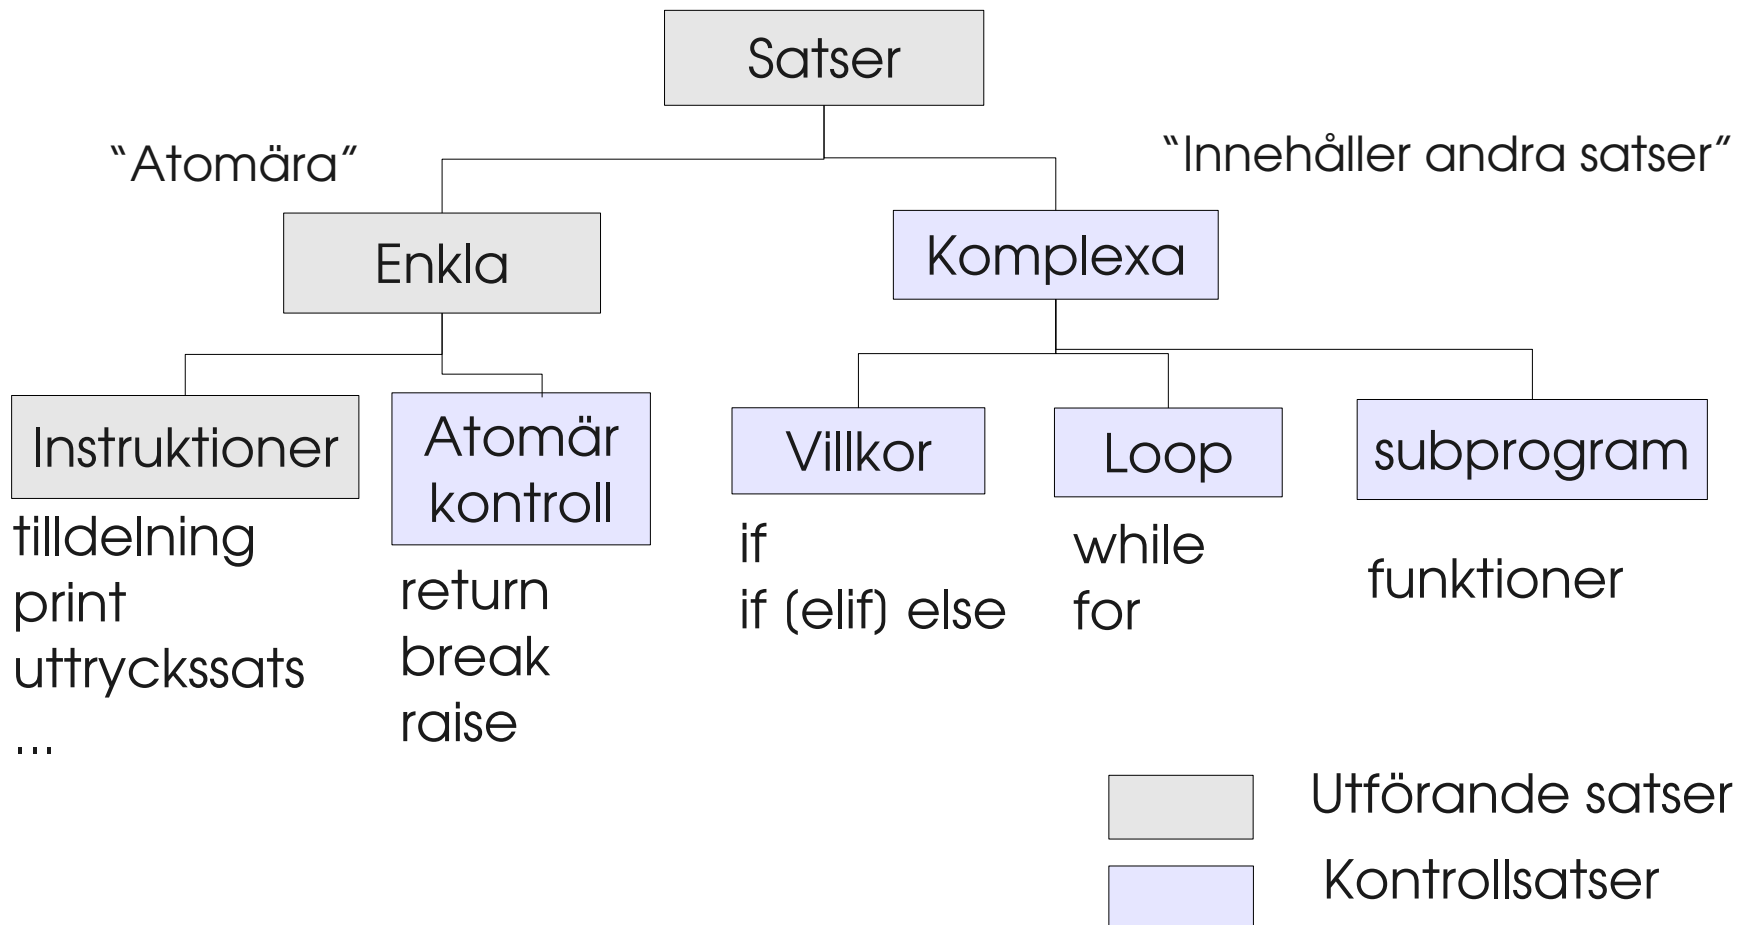 Satser
“Atomära”
“Innehåller andra satser”
Enkla
Komplexa
Instruktioner
Atomär
kontroll
Villkor
Loop
subprogram
tilldelning
print
uttryckssats
...
return
break
raise
if
if (elif) else
while
for
funktioner
Utförande satser
Kontrollsatser